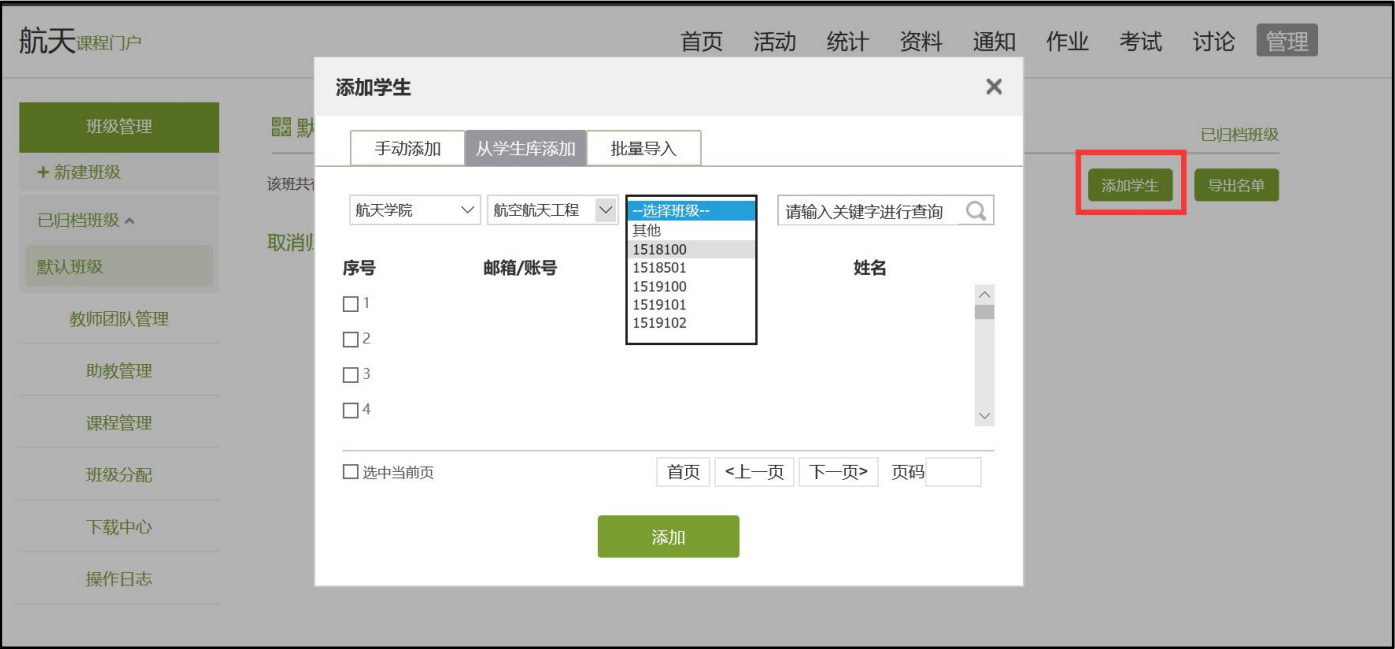 航天课程门户
首页 活动 统计 资料 通知 作业 考试 讨论 管理
添加学生
班级管理
+ 新建班级
已归档班级
默认班级
教师团队管理
助教管理
课程管理
班级分配
下载中心
操作日志
默
该班共有
取消归
已归档班级
添加学生 导出名单
手动添加 从学生库添加 批量导入
航天学院 航空航天工程 --选择班级-- 请输入关键字进行查询
其他
1518100
1518501
1519100
1519101
1519102
序号 邮箱/账号 姓名
1
2
3
4
选中当前页 首页 <上一页 下一页> 页码
添加